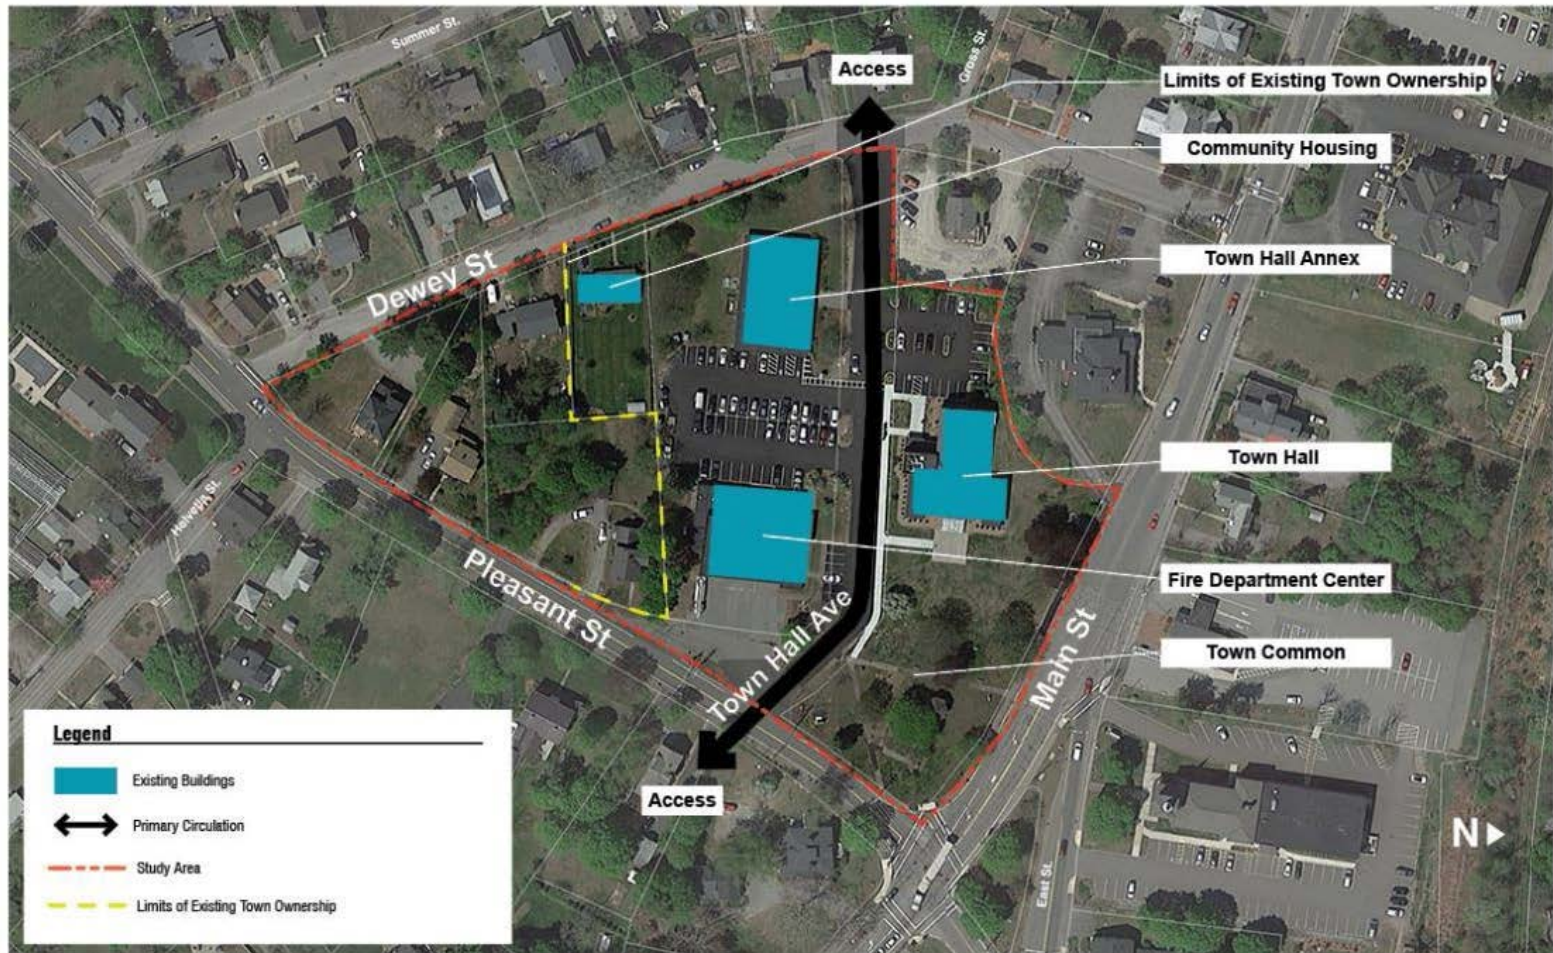 Summer St.
Gross St.
Access
Limits of Existing Town Ownership
Community Housing
Town Hall Annex
Dewey St
Town Hall
Helvetia St.
Pleasant St
Fire Department Center
Town Hall Ave
Main St
Town Common
Access
East St.
N
Legend
Existing Buildings
Primary Circulation
Study Area
Limits of Existing Town Ownership